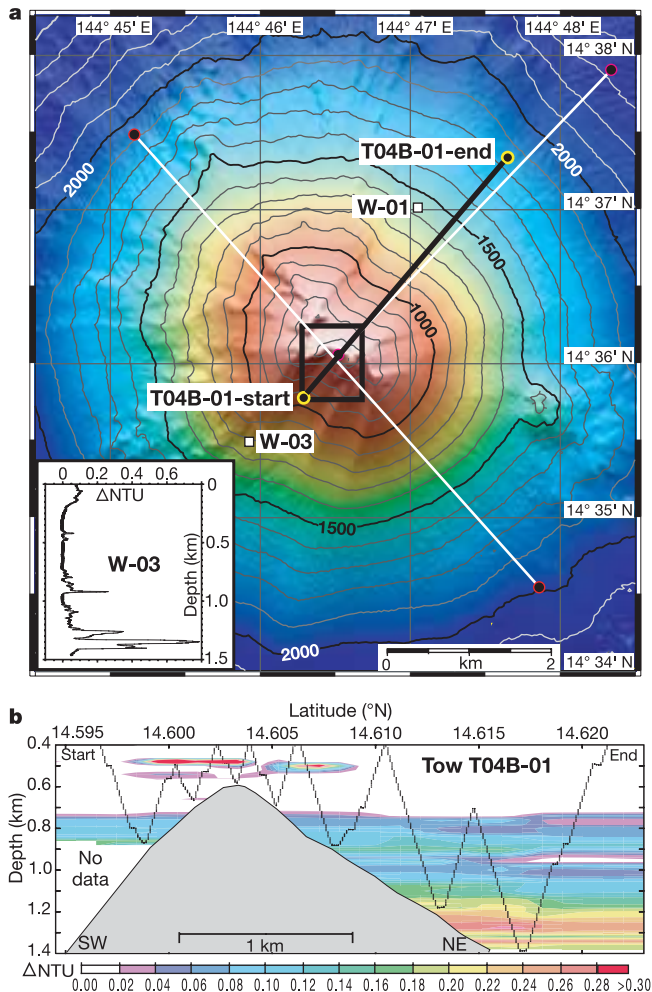 a
144° 45' E
144° 46' E
144° 47' E
144° 48' E
14° 38' N
2000
2000
T04B-01-end
W-01
14° 37' N
1500
1000
14° 36' N
T04B-01-start
W-03
0 0.2 0.6
ΔNTU
0
W-03
Depth (km)
0.5
1.0
1.5
14° 35' N
1500
2000
0 km 2
14° 34' N
b
Latitude (°N)
14.595 14.600 14.605 14.610 14.615 14.620
0.4
Start
End
Tow T04B-01
0.6
Depth (km)
0.8
No
data
1.0
1.2
1 km
SW
NE
1.4
ΔNTU
0.00 0.02 0.04 0.06 0.08 0.10 0.12 0.14 0.16 0.18 0.20 0.22 0.24 0.26 0.28 >0.30